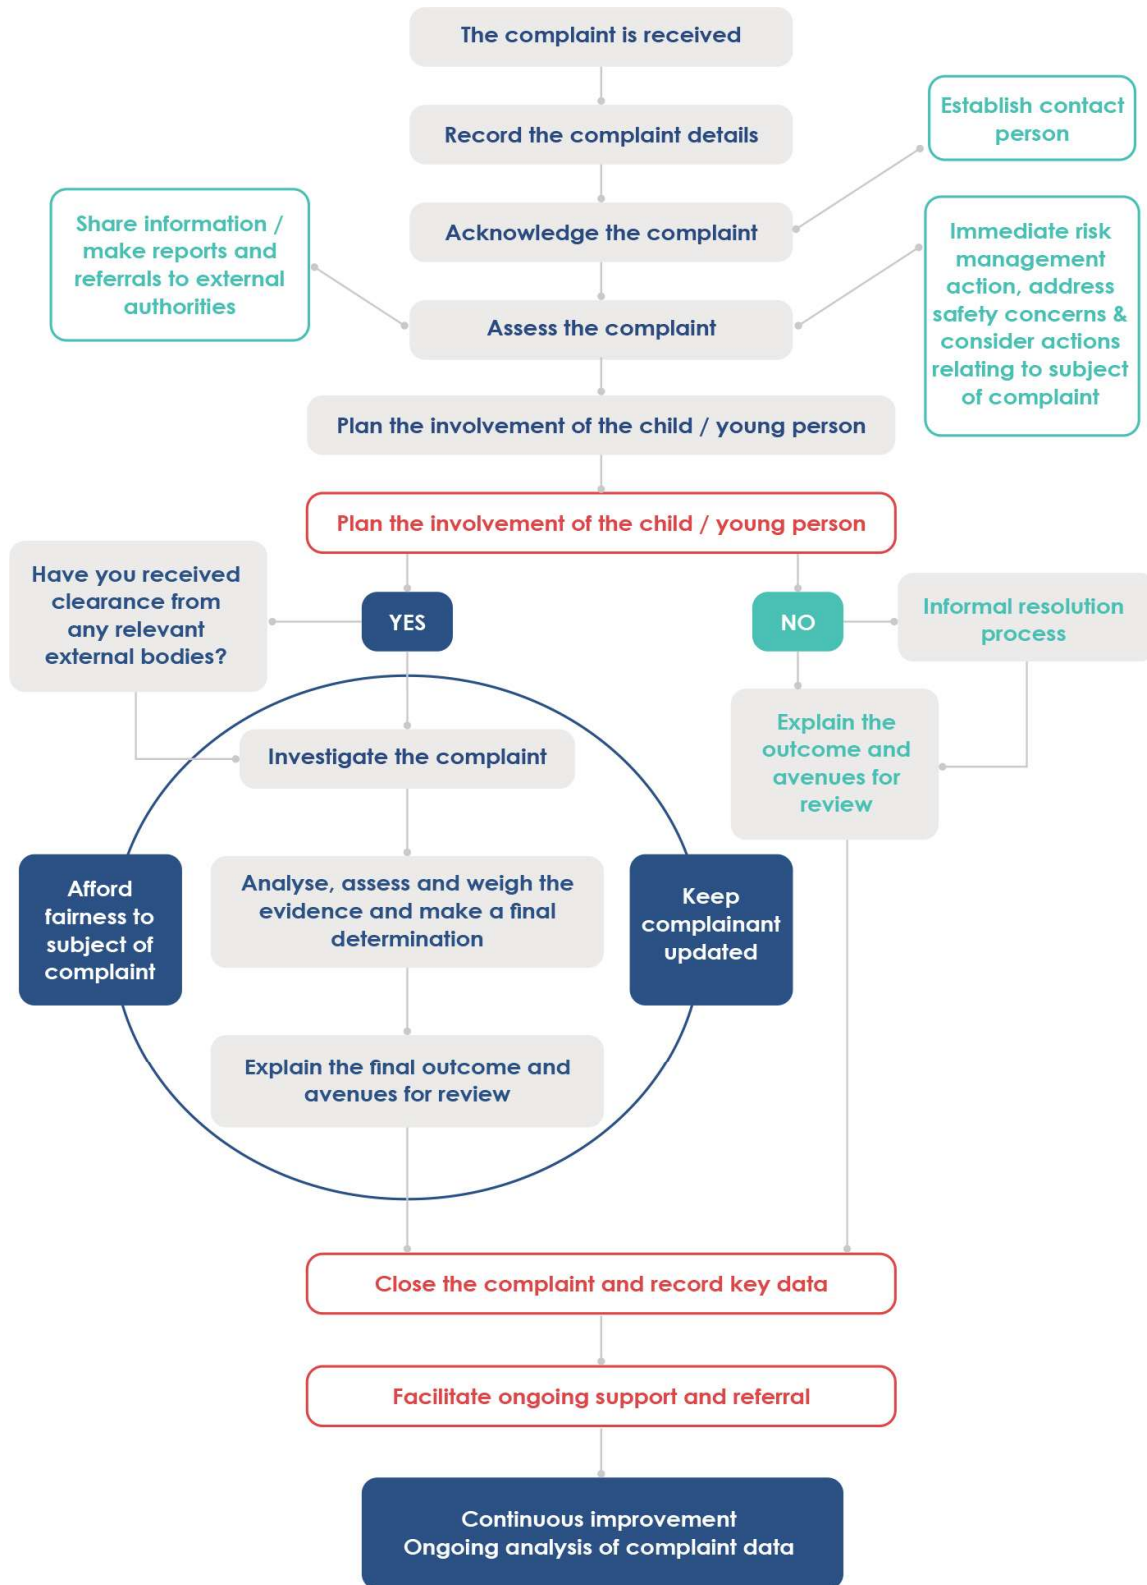 The complaint is received
Record the complaint details
Establish contact
person
Acknowledge the complaint
Share information /
make reports and
referrals to external
authorities
Immediate risk
management
action, address
safety concerns &
consider actions
relating to subject
of complaint
Assess the complaint
Plan the involvement of the child / young person
Plan the involvement of the child / young person
Have you received
clearance from
any relevant
external bodies?
YES
NO
Informal resolution
process
Explain the
outcome and
avenues for
review
Investigate the complaint
Afford
fairness to
subject of
complaint
Analyse, assess and weigh the
evidence and make a final
determination
Keep
complainant
updated
Explain the final outcome and
avenues for review
Close the complaint and record key data
Facilitate ongoing support and referral
Continuous improvement
Ongoing analysis of complaint data